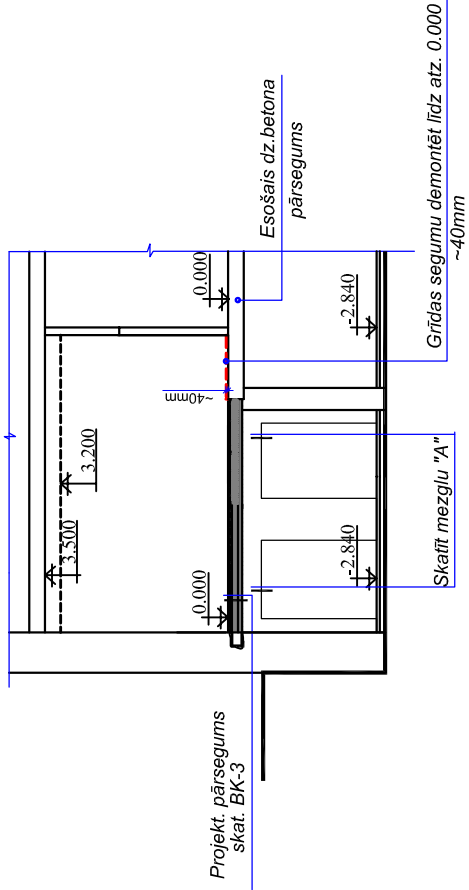 3.500
3.200
0.000
0.000
~40mm
-2.840
-2.840
Esošais dz.betona
pārsegums
Projekt. pārsegums
skat. BK-3
Skatīt mezglu "A"
Grīdas segumu demontēt līdz atz. 0.000
~40mm